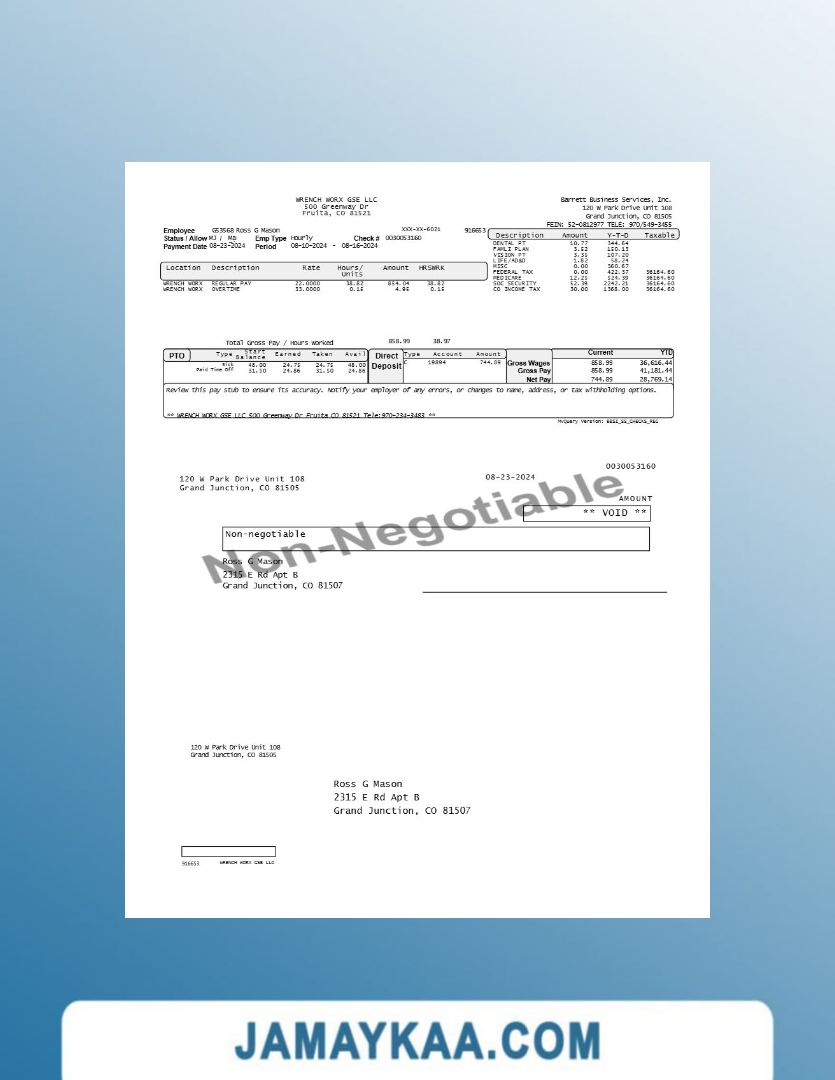 WRENCH WORX GSE LLC
500 Greenway Dr
Fruita, CO 81521
Barrett Business Services, Inc.
120 W Park Drive Unit 108
Grand Junction, CO 81505
FEIN: 52-0812977 TELE: 970/549-3455
Employee G53568 Ross G Mason XXX-XX-6021 916653
Status / Allow MJ / M0 Emp Type Hourly Check # 0030053160
Payment Date 08-23-2024 Period 08-10-2024 - 08-16-2024
Description Amount Y-T-D Taxable
DENTAL PT 10.77 344.64
FAMLI PLAN 3.52 150.13
VISION PT 3.35 107.20
LIFE/AD&D 1.82 58.24
MISC 0.00 360.67
FEDERAL TAX 0.00 422.37 36164.60
MEDICARE 12.25 524.39 36164.60
SOC SECURITY 52.39 2242.21 36164.60
CO INCOME TAX 30.00 1368.00 36164.60
Location Description Rate Hours/ Units Amount HRSWRK
WRENCH WORX REGULAR PAY 22.0000 38.82 854.04 38.82
WRENCH WORX OVERTIME 33.0000 0.15 4.95 0.15
Total Gross Pay / Hours Worked 858.99 38.97
PTO Type Start Balance Earned Taken Avail
Sick 48.00 24.75 24.75 48.00
Paid Time Off 31.50 24.86 31.50 24.86
Direct Deposit Type Account Amount
C 19894 744.89
Current YTD
Gross Wages 858.99 36,616.44
Gross Pay 858.99 41,181.44
Net Pay 744.89 28,769.14
Review this pay stub to ensure its accuracy. Notify your employer of any errors, or changes to name, address, or tax withholding options.
** WRENCH WORX GSE LLC 500 Greenway Dr Fruita CO 81521 Tele:970-234-3483 **
MvQuery Version: BBSI_SS_CHECKS_REG
0030053160
120 W Park Drive Unit 108
Grand Junction, CO 81505
08-23-2024
AMOUNT
** VOID **
Non-negotiable
Non-Negotiable
Ross G Mason
2315 E Rd Apt B
Grand Junction, CO 81507
120 W Park Drive Unit 108
Grand Junction, CO 81505
Ross G Mason
2315 E Rd Apt B
Grand Junction, CO 81507
916653 WRENCH WORX GSE LLC
JAMAYKAA.COM